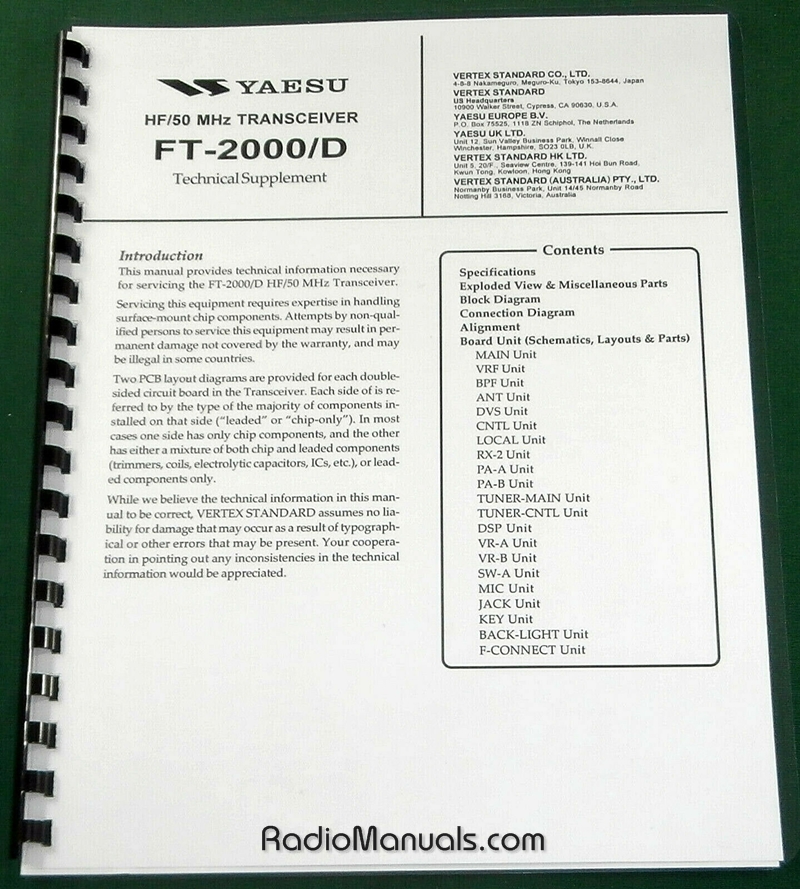 YAESU
HF/50 MHz TRANSCEIVER
FT-2000/D
Technical Supplement
VERTEX STANDARD CO., LTD.
4-8-8 Nakameguro, Meguro-Ku, Tokyo 153-8644, Japan
VERTEX STANDARD
US Headquarters
10900 Walker Street, Cypress, CA 90630, U.S.A.
YAESU EUROPE B.V.
P.O. Box 75525, 1118 ZN Schiphol, The Netherlands
YAESU UK LTD.
Unit 12, Sun Valley Business Park, Winnall Close
Winchester, Hampshire, SO23 0LB, U.K.
VERTEX STANDARD HK LTD.
Unit 5, 20/F., Seaview Centre, 139-141 Hoi Bun Road,
Kwun Tong, Kowloon, Hong Kong
VERTEX STANDARD (AUSTRALIA) PTY., LTD.
Normanby Business Park, Unit 14/45 Normanby Road
Notting Hill 3168, Victoria, Australia
Introduction
This manual provides technical information necessary
for servicing the FT-2000/D HF/50 MHz Transceiver.
Servicing this equipment requires expertise in handling
surface-mount chip components. Attempts by non-qual-
ified persons to service this equipment may result in per-
manent damage not covered by the warranty, and may
be illegal in some countries.
Two PCB layout diagrams are provided for each double-
sided circuit board in the Transceiver. Each side of is re-
ferred to by the type of the majority of components in-
stalled on that side (“leaded” or “chip-only”). In most
cases one side has only chip components, and the other
has either a mixture of both chip and leaded components
(trimmers, coils, electrolytic capacitors, ICs, etc.), or lead-
ed components only.
While we believe the technical information in this man-
ual to be correct, VERTEX STANDARD assumes no lia-
bility for damage that may occur as a result of typograph-
ical or other errors that may be present. Your coopera-
tion in pointing out any inconsistencies in the technical
information would be appreciated.
Contents
Specifications
Exploded View & Miscellaneous Parts
Block Diagram
Connection Diagram
Alignment
Board Unit (Schematics, Layouts & Parts)
MAIN Unit
VRF Unit
BPF Unit
ANT Unit
DVS Unit
CNTL Unit
LOCAL Unit
RX-2 Unit
PA-A Unit
PA-B Unit
TUNER-MAIN Unit
TUNER-CNTL Unit
DSP Unit
VR-A Unit
VR-B Unit
SW-A Unit
MIC Unit
JACK Unit
KEY Unit
BACK-LIGHT Unit
F-CONNECT Unit
RadioManuals.com